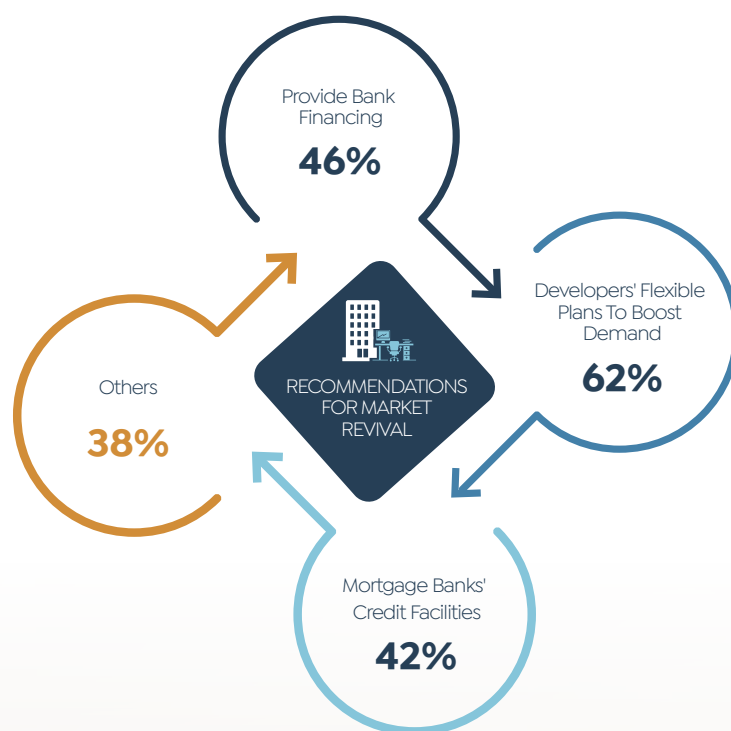 Provide Bank
Financing
46%
Developers' Flexible
Plans To Boost
Demand
62%
RECOMMENDATIONS
FOR MARKET
REVIVAL
Others
38%
Mortgage Banks'
Credit Facilities
42%